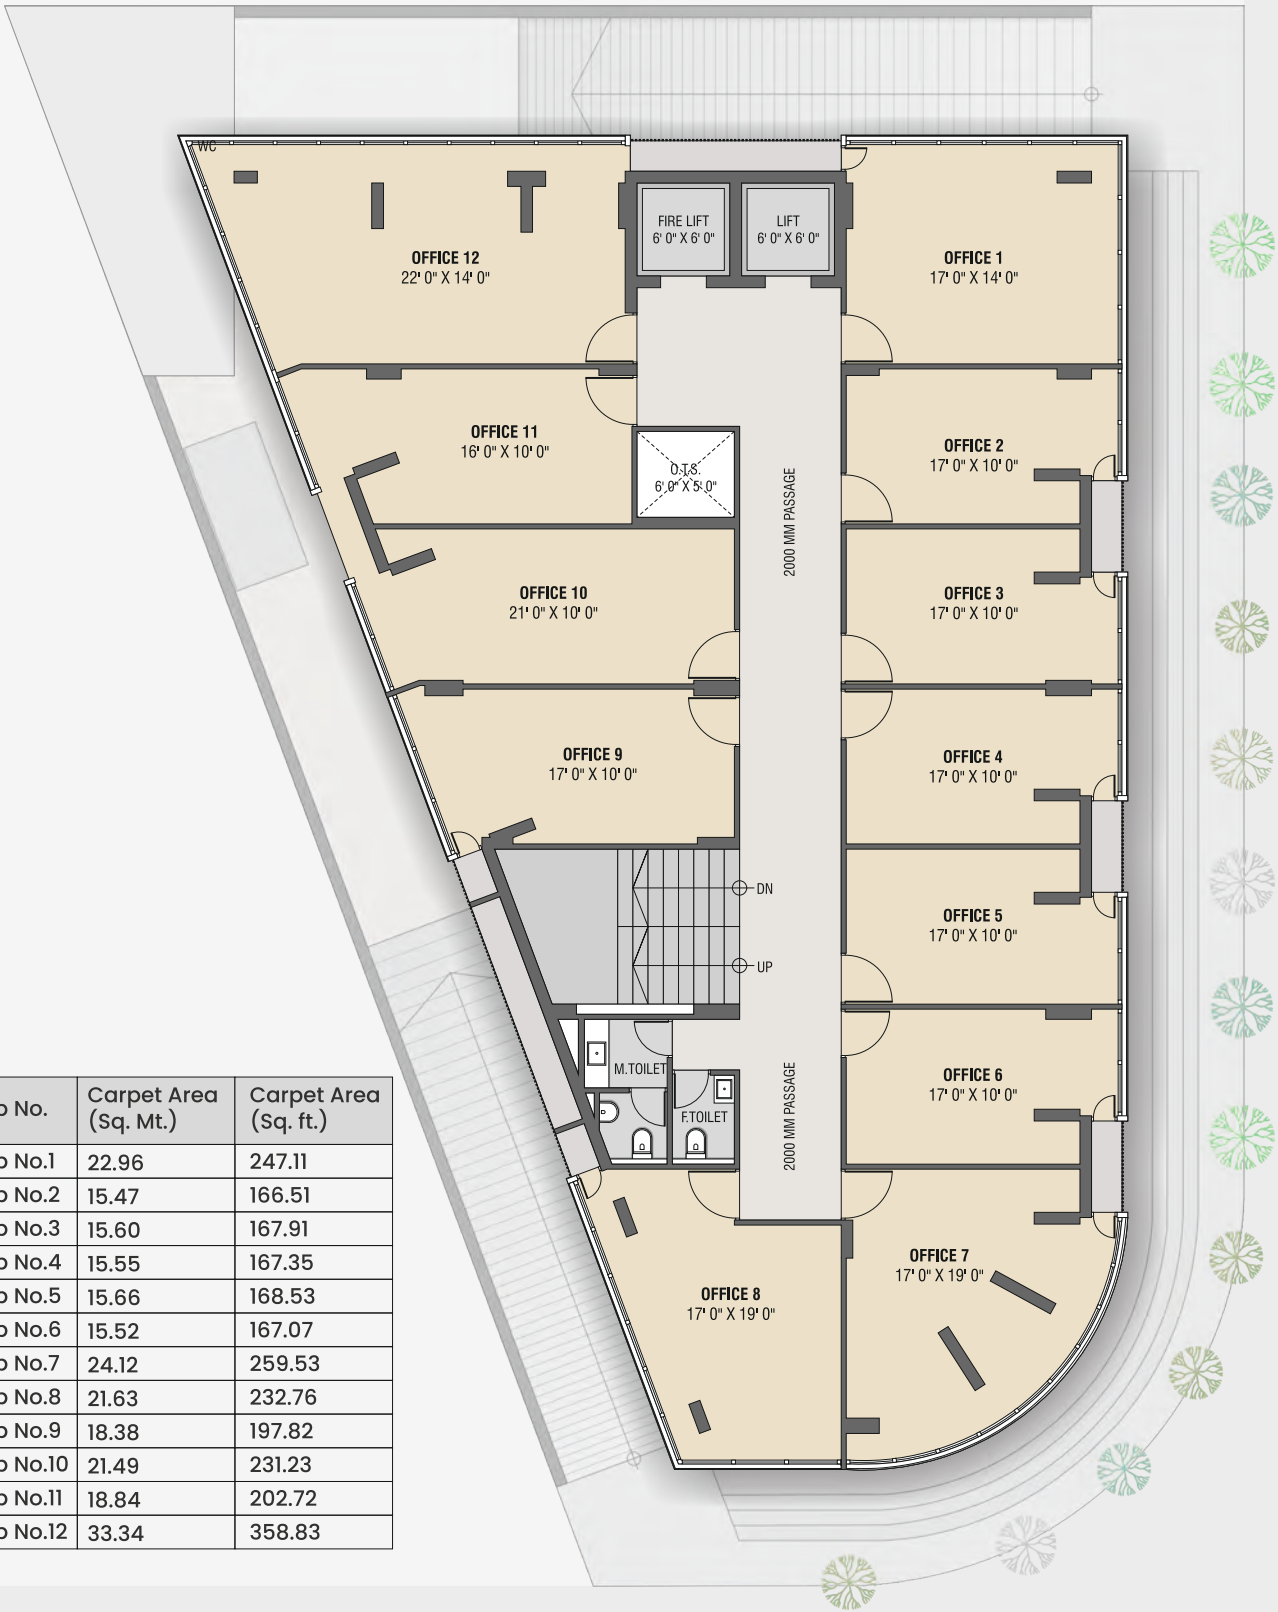 WC
FIRE LIFT
6' 0" X 6' 0"
LIFT
6' 0" X 6' 0"
OFFICE 12
22' 0" X 14' 0"
OFFICE 1
17' 0" X 14' 0"
OFFICE 11
16' 0" X 10' 0"
OFFICE 2
17' 0" X 10' 0"
O.T.S.
6' 0" X 5' 0"
2000 MM PASSAGE
OFFICE 10
21' 0" X 10' 0"
OFFICE 3
17' 0" X 10' 0"
OFFICE 9
17' 0" X 10' 0"
OFFICE 4
17' 0" X 10' 0"
DN
OFFICE 5
17' 0" X 10' 0"
UP
M.TOILET
F.TOILET
2000 MM PASSAGE
OFFICE 6
17' 0" X 10' 0"
OFFICE 7
17' 0" X 19' 0"
OFFICE 8
17' 0" X 19' 0"
No. Carpet Area (Sq. Mt.) Carpet Area (Sq. ft.)
No.1 22.96 247.11
No.2 15.47 166.51
No.3 15.60 167.91
No.4 15.55 167.35
No.5 15.66 168.53
No.6 15.52 167.07
No.7 24.12 259.53
No.8 21.63 232.76
No.9 18.38 197.82
No.10 21.49 231.23
No.11 18.84 202.72
No.12 33.34 358.83